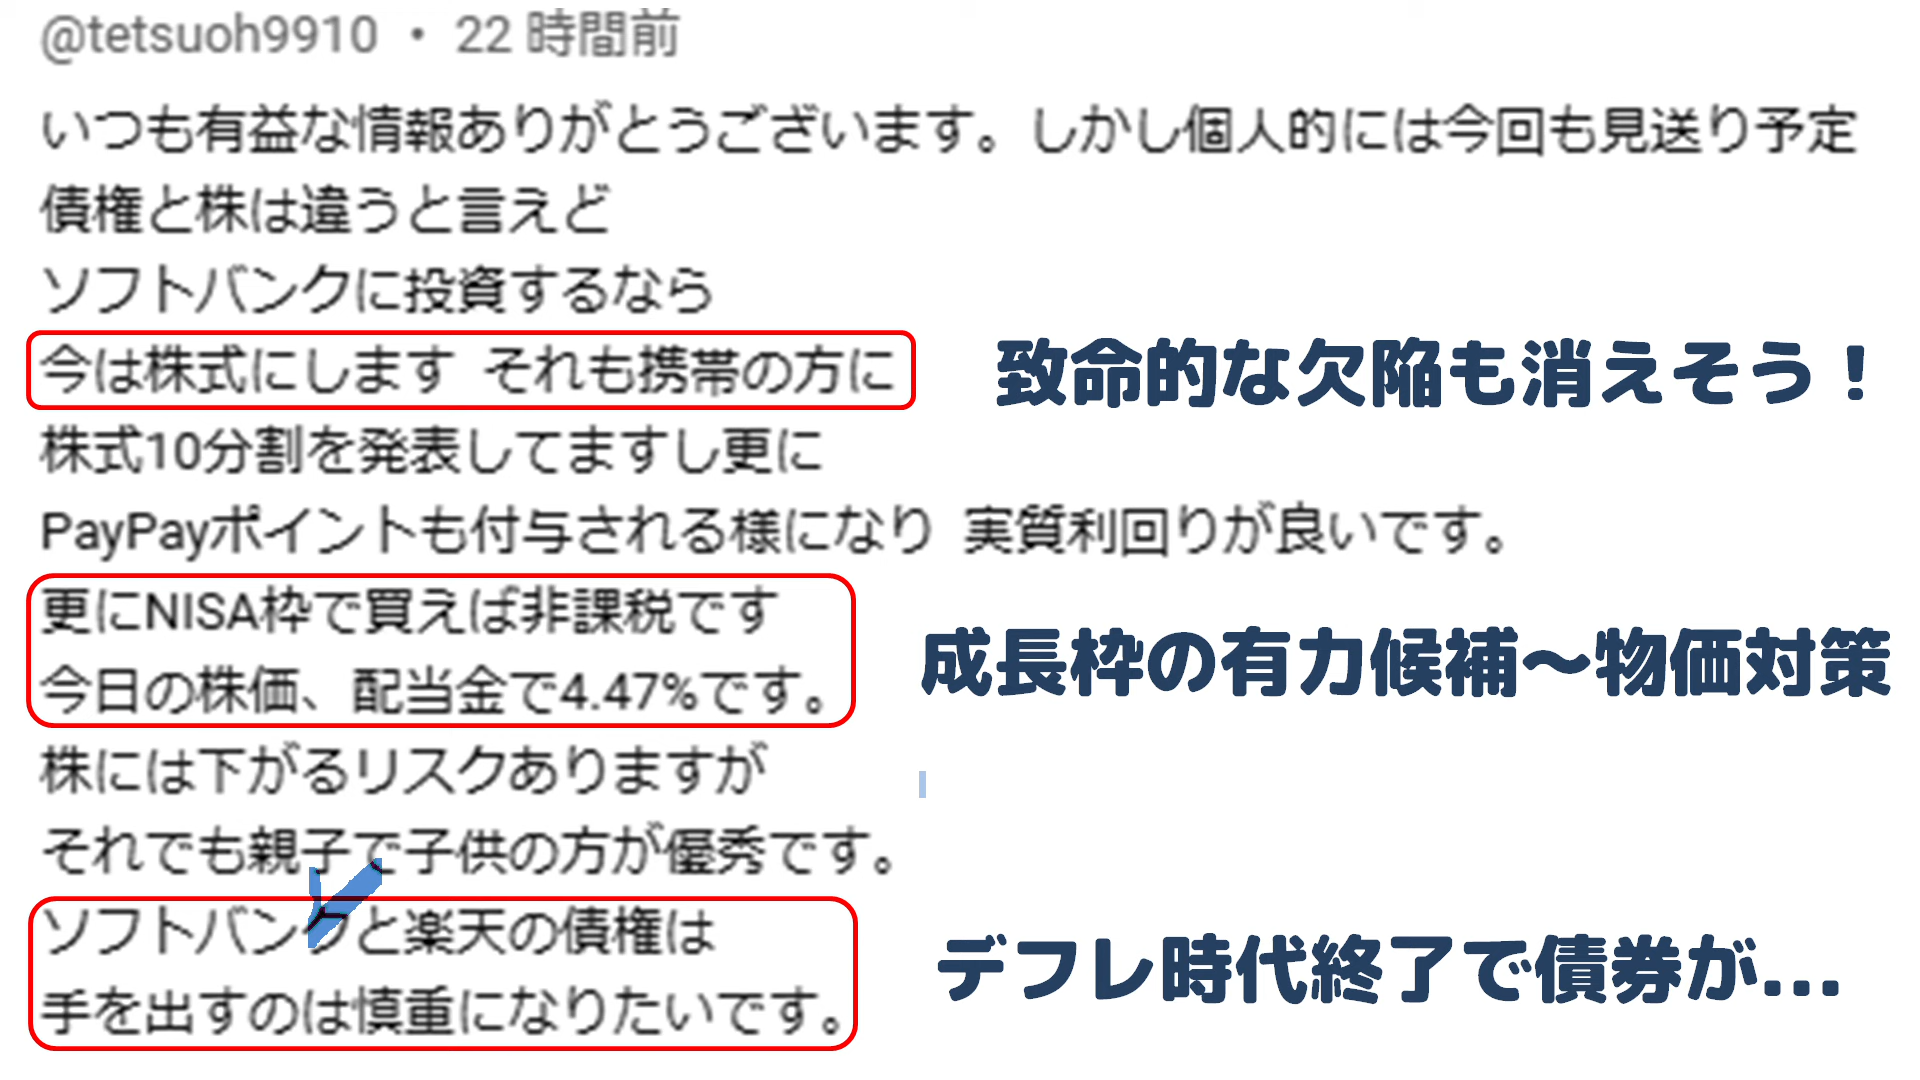 @tetsuoh9910 ・ 22 時間前
いつも有益な情報ありがとうございます。しかし個人的には今回も見送り予定
債権と株は違うと言えど
ソフトバンクに投資するなら
今は株式にします それも携帯の方に
致命的な欠陥も消えそう！
株式10分割を発表してますし更に
PayPayポイントも付与される様になり 実質利回りが良いです。
更にNISA枠で買えば非課税です
今日の株価、配当金で4.47%です。
成長枠の有力候補～物価対策
株には下がるリスクありますが
それでも親子で子供の方が優秀です。
ソフトバンクと楽天の債権は
手を出すのは慎重になりたいです。
デフレ時代終了で債券が...